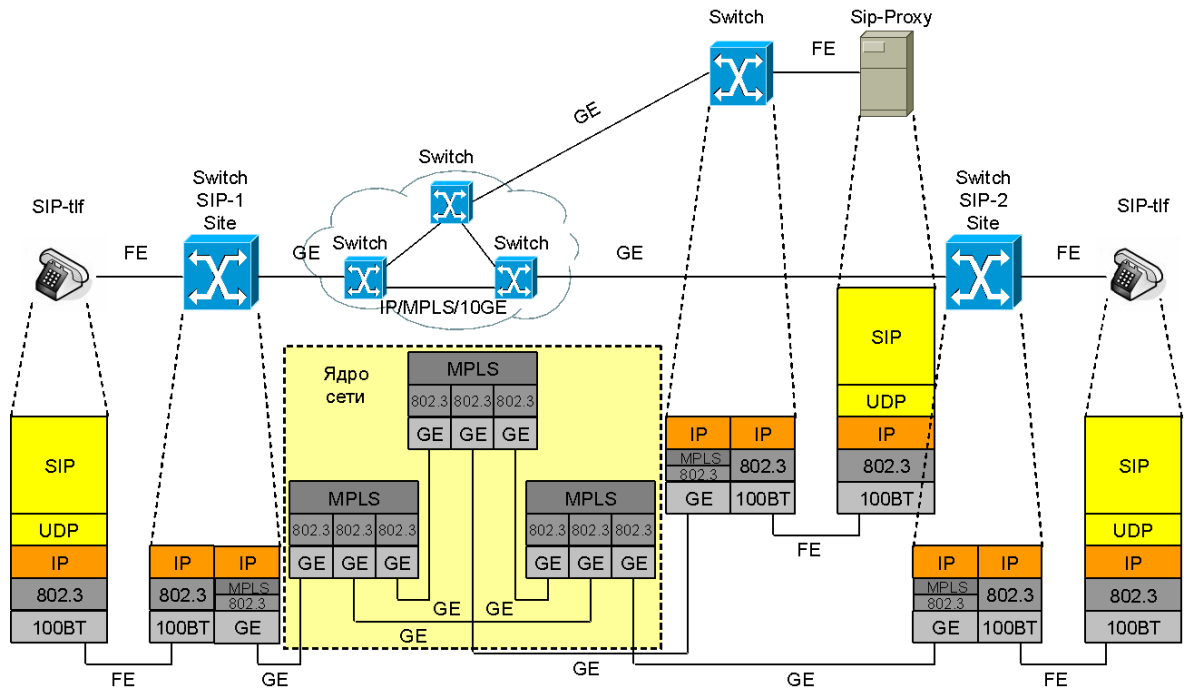 Switch
Sip-Proxy
FE
GE
Switch
Switch
SIP-1
Site
Switch
SIP-2
Site
SIP-tlf
SIP-tlf
FE
GE
Switch
Switch
GE
FE
IP/MPLS/10GE
Ядро
сети
MPLS
802.3 802.3 802.3
GE GE GE
MPLS
802.3 802.3 802.3
GE GE GE
MPLS
802.3 802.3 802.3
GE GE GE
GE
GE
GE
SIP
UDP
IP
802.3
100BT
IP IP
802.3 MPLS
802.3
100BT GE
IP IP
MPLS
802.3
802.3
GE 100BT
SIP
UDP
IP
802.3
100BT
FE
IP IP
MPLS
802.3
802.3
GE 100BT
SIP
UDP
IP
802.3
100BT
FE
GE
GE
GE
FE